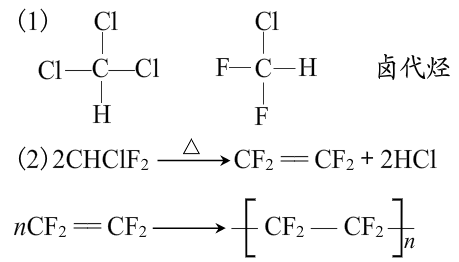 (1)
Cl
Cl—C—Cl
H
Cl
F—C—H
F
卤代烃
(2) 2CHClF₂ —△→ CF₂＝CF₂ + 2HCl
nCF₂＝CF₂ ⟶ [CF₂—CF₂]n